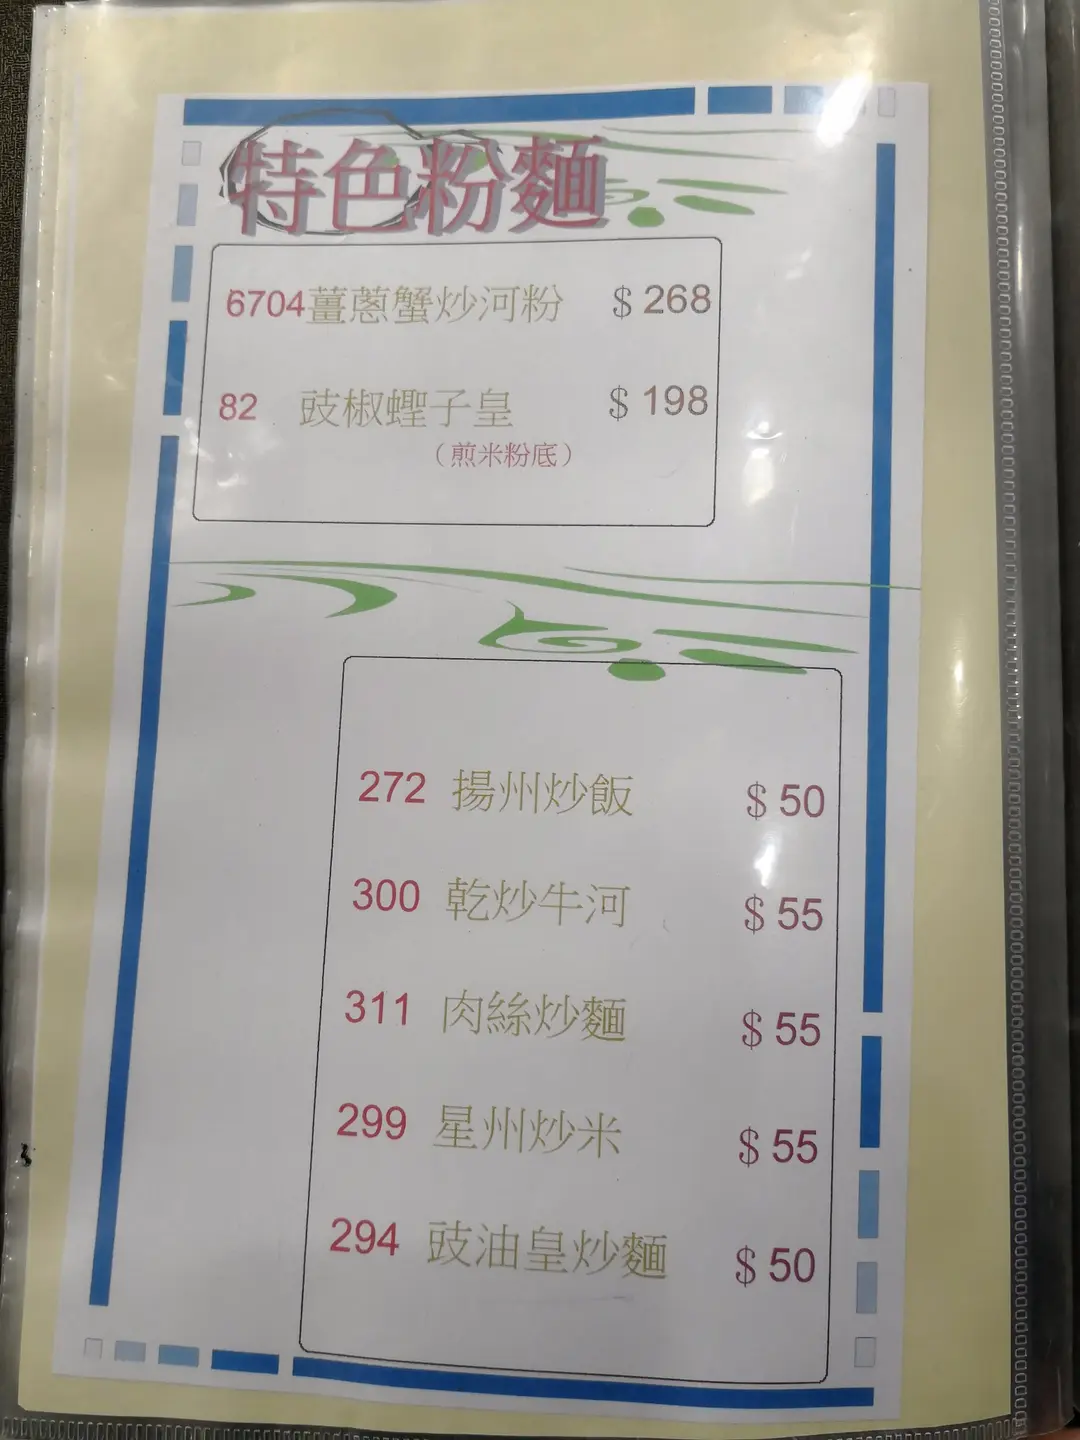 特色粉麵
6704薑蔥蟹炒河粉 $268
82 豉椒蟶子皇 $198
（煎米粉底）
272 揚州炒飯 $50
300 乾炒牛河 $55
311 肉絲炒麵 $55
299 星州炒米 $55
294 豉油皇炒麵 $50